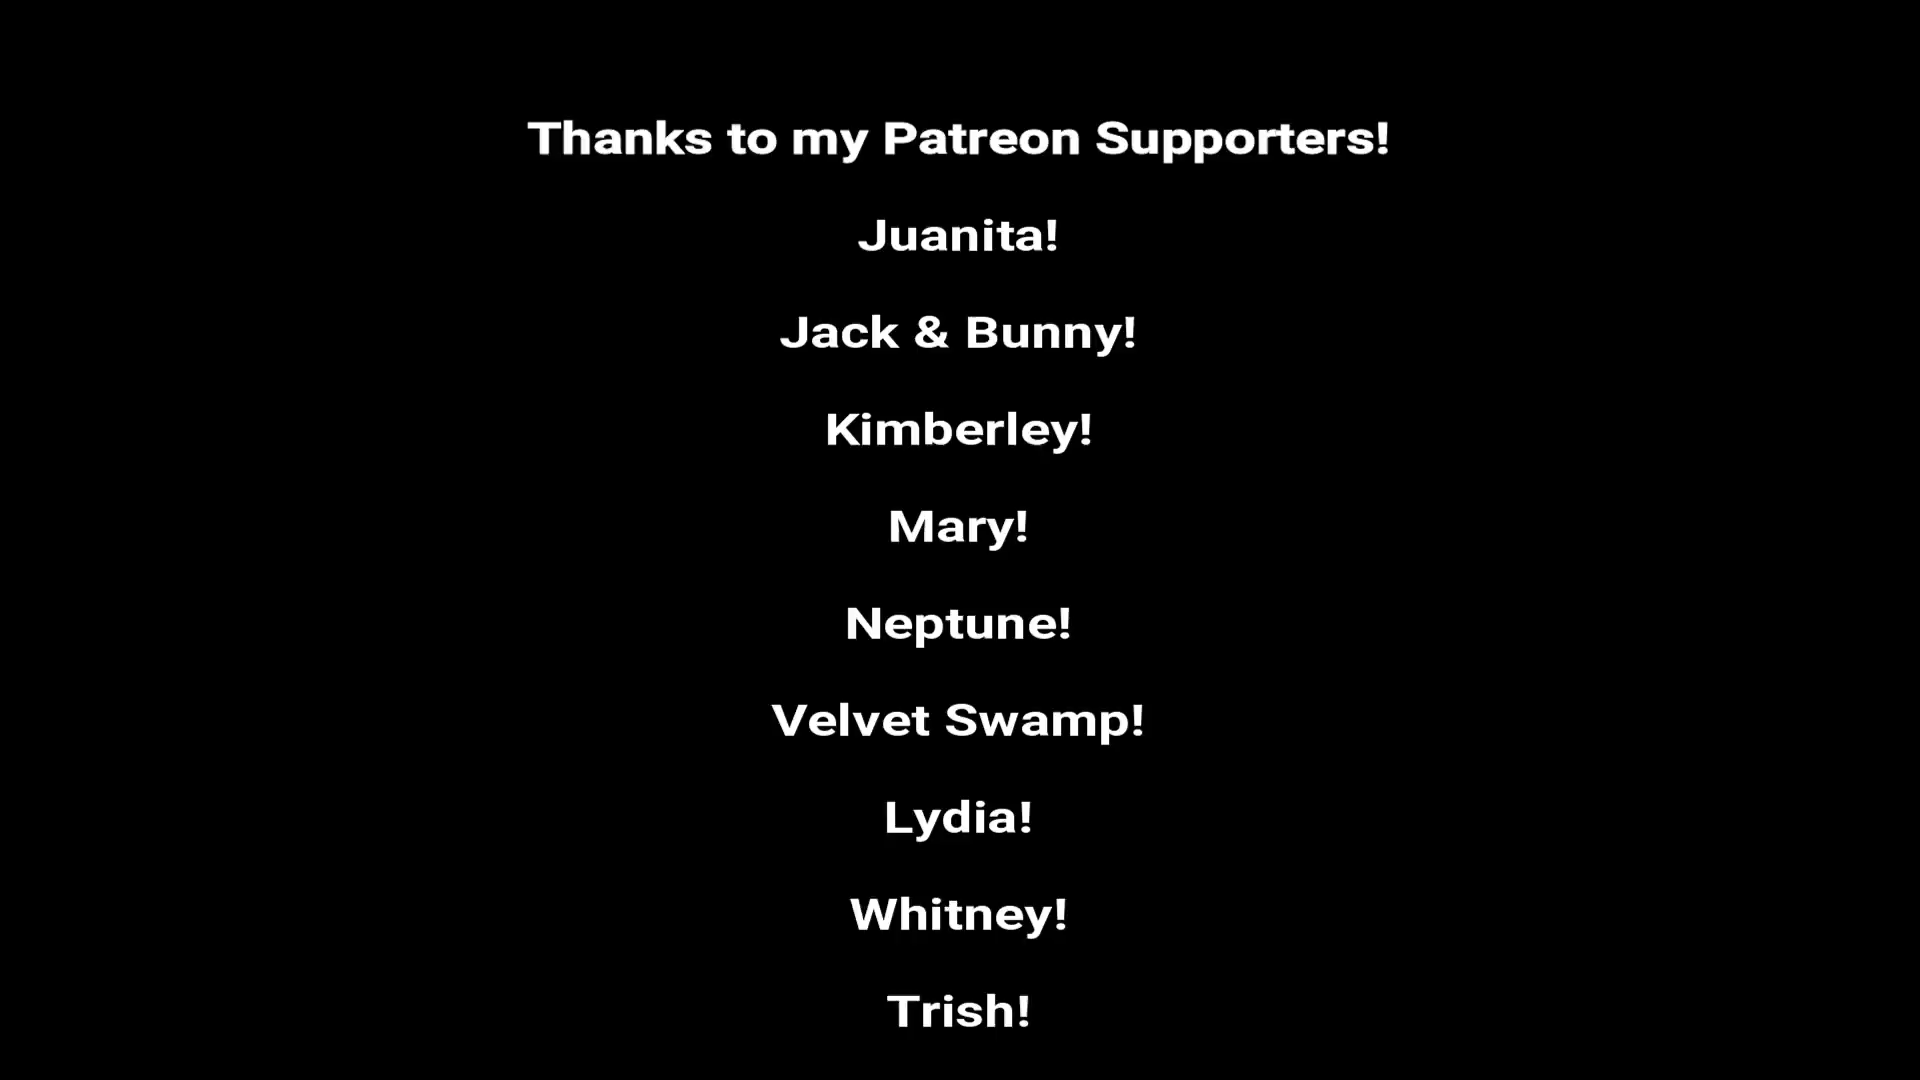 Thanks to my Patreon Supporters!
Juanita!
Jack & Bunny!
Kimberley!
Mary!
Neptune!
Velvet Swamp!
Lydia!
Whitney!
Trish!